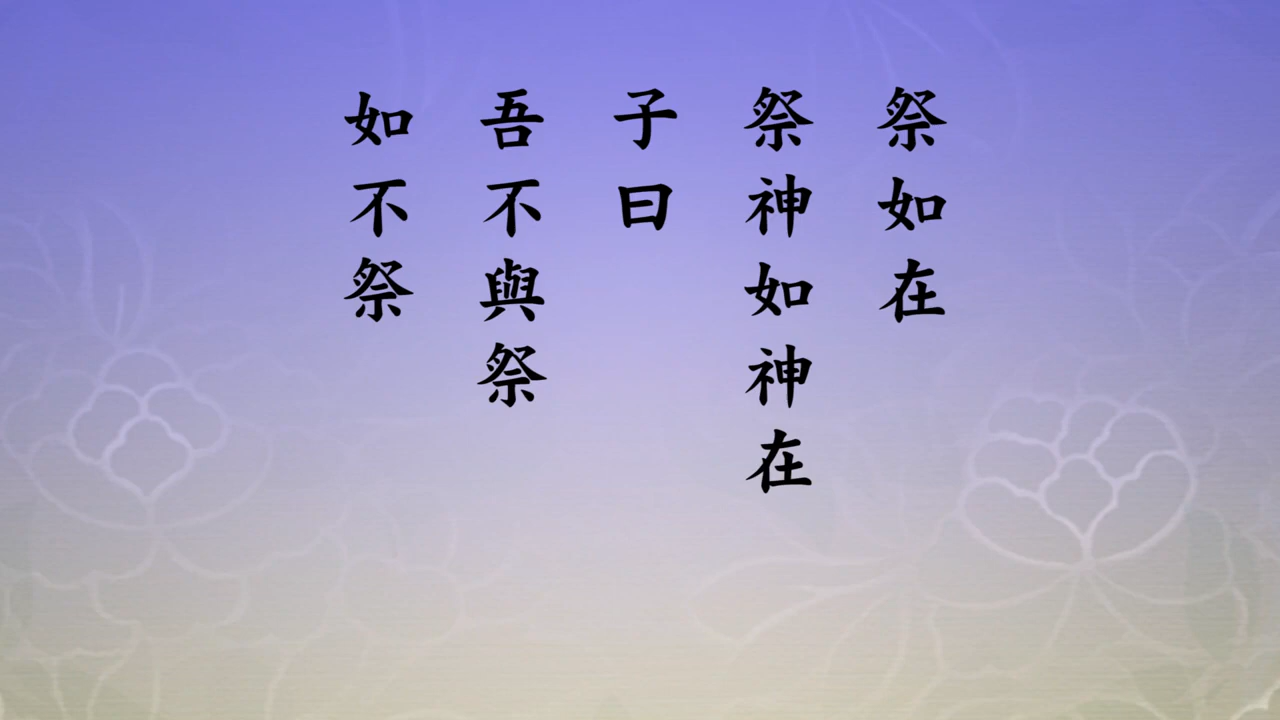 祭如在
祭神如神在
子曰
吾不與祭
如不祭